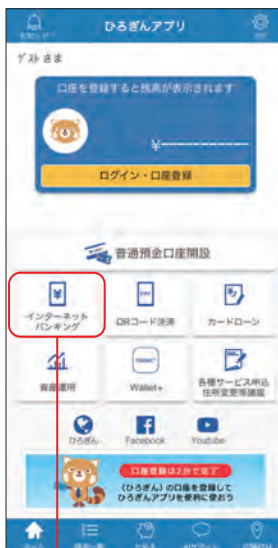 ひろぎんアプリ
ゲストさま
口座を登録すると残高が表示されます
¥-----------
ログイン・口座登録
普通預金口座開設
インターネット
バンキング
QRコード決済
カードローン
資産運用
Wallet+
各種サービス申込
住所変更等諸届
ひろぎん
Facebook
Youtube
口座登録は2分で完了
〈ひろぎん〉の口座を登録して
ひろぎんアプリを便利に使おう
ホーム